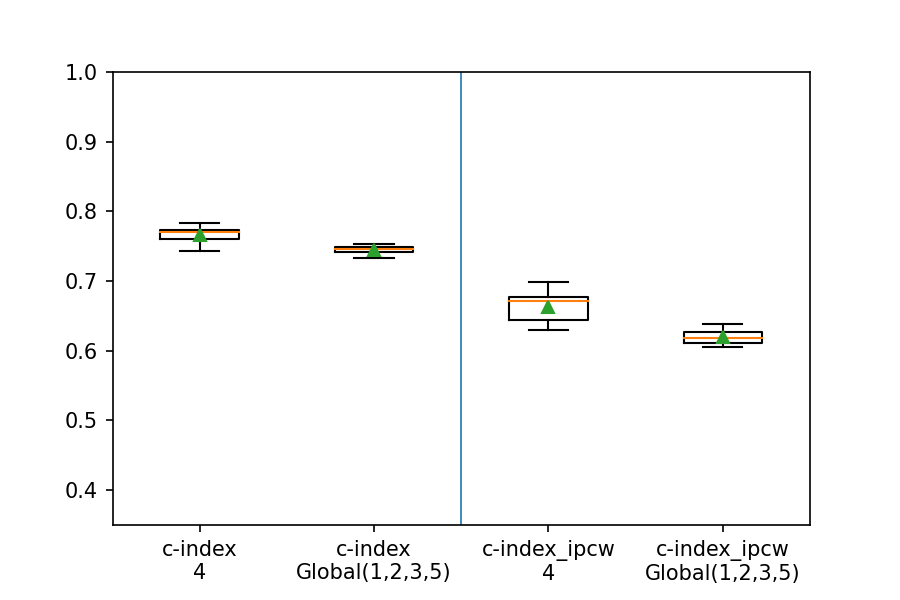 1.0
0.9
0.8
0.7
0.6
0.5
0.4
c-index
4
c-index
Global(1,2,3,5)
c-index_ipcw
4
c-index_ipcw
Global(1,2,3,5)